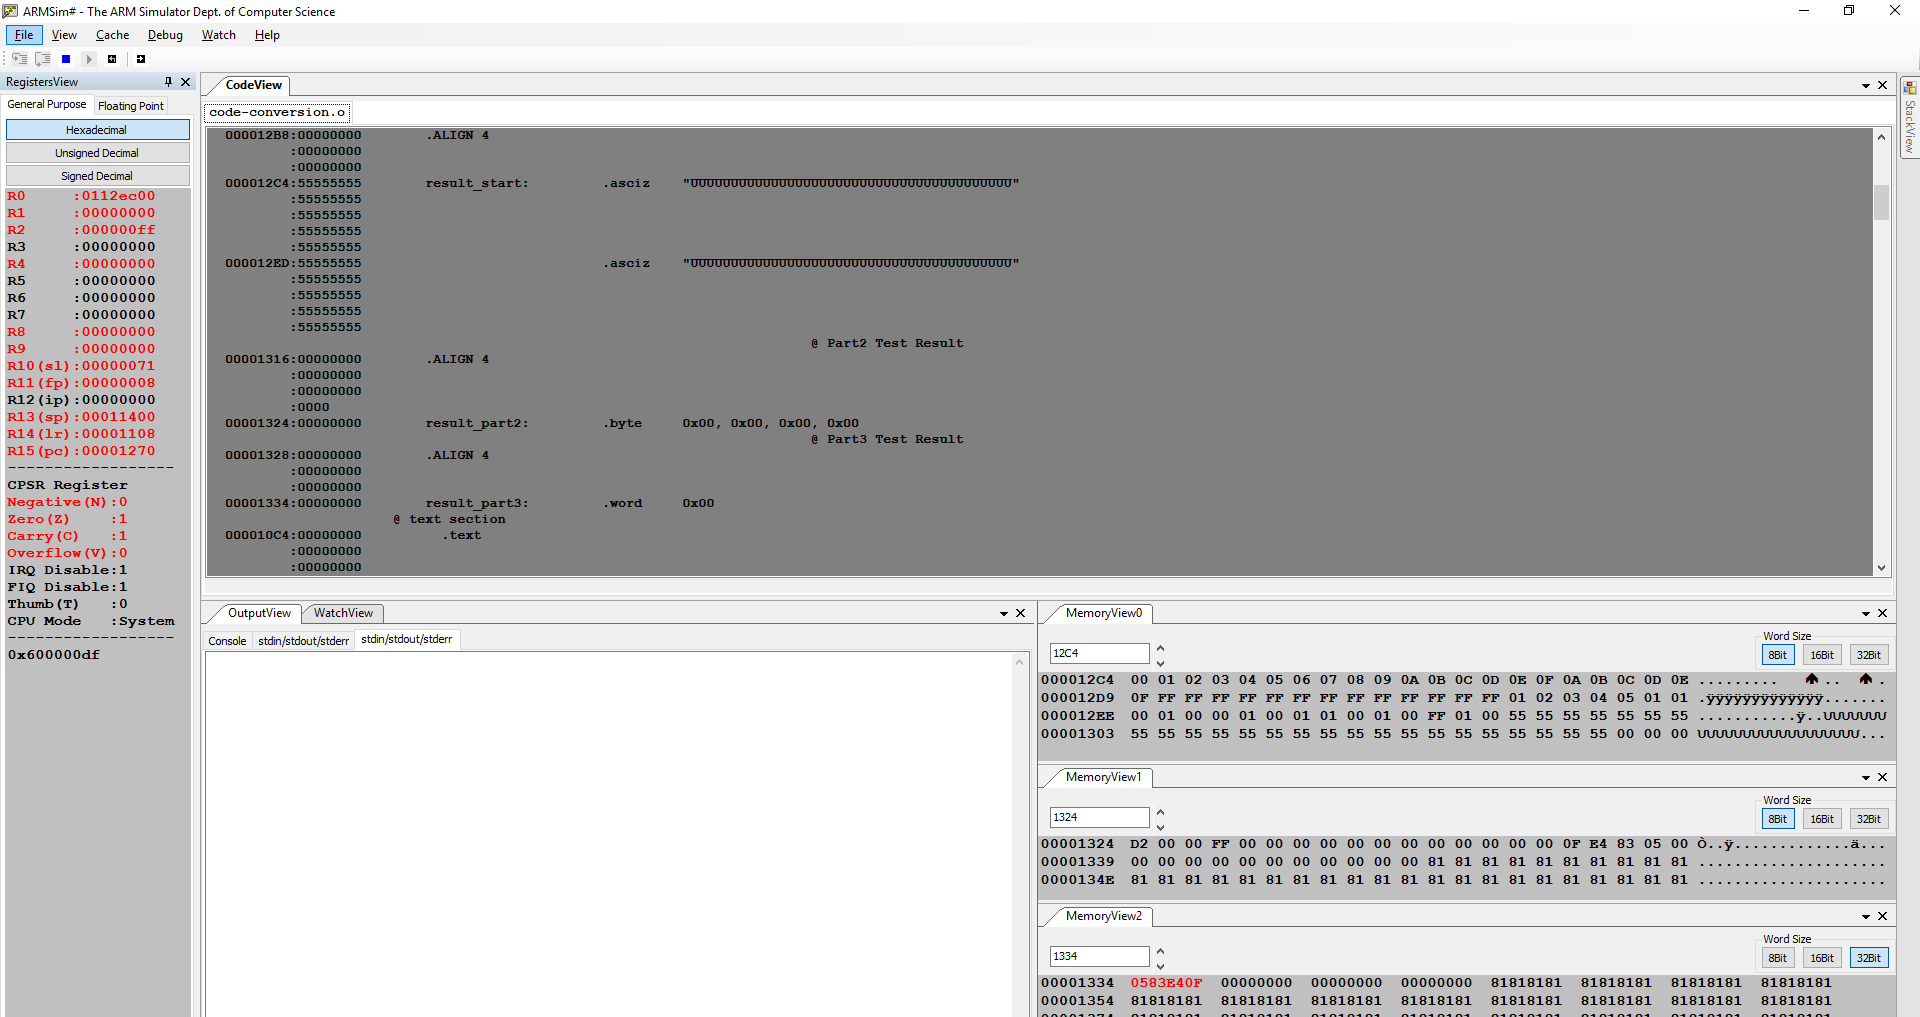 ARMSim# - The ARM Simulator Dept. of Computer Science
File View Cache Debug Watch Help
RegistersView
General Purpose Floating Point
Hexadecimal
Unsigned Decimal
Signed Decimal
R0 :0112ec00
R1 :00000000
R2 :000000ff
R3 :00000000
R4 :00000000
R5 :00000000
R6 :00000000
R7 :00000000
R8 :00000000
R9 :00000000
R10(sl):00000071
R11(fp):00000008
R12(ip):00000000
R13(sp):00011400
R14(lr):00001108
R15(pc):00001270
------------------
CPSR Register
Negative(N):0
Zero(Z) :1
Carry(C) :1
Overflow(V):0
IRQ Disable:1
FIQ Disable:1
Thumb(T) :0
CPU Mode :System
------------------
0x600000df
CodeView
code-conversion.o
000012B8:00000000 .ALIGN 4
:00000000
:00000000
000012C4:55555555 result_start: .asciz "UUUUUUUUUUUUUUUUUUUUUUUUUUUUUUUUUUUUUUUU"
:55555555
:55555555
:55555555
:55555555
000012ED:55555555 .asciz "UUUUUUUUUUUUUUUUUUUUUUUUUUUUUUUUUUUUUUUU"
:55555555
:55555555
:55555555
:55555555
@ Part2 Test Result
00001316:00000000 .ALIGN 4
:00000000
:00000000
:0000
00001324:00000000 result_part2: .byte 0x00, 0x00, 0x00, 0x00
@ Part3 Test Result
00001328:00000000 .ALIGN 4
:00000000
:00000000
00001334:00000000 result_part3: .word 0x00
@ text section
000010C4:00000000 .text
:00000000
:00000000
StackView
OutputView WatchView
Console stdin/stdout/stderr stdin/stdout/stderr
MemoryView0
Word Size
12C4 8Bit 16Bit 32Bit
000012C4 00 01 02 03 04 05 06 07 08 09 0A 0B 0C 0D 0E 0F 0A 0B 0C 0D 0E ......... .. .
000012D9 0F FF FF FF FF FF FF FF FF FF FF FF FF FF 01 02 03 04 05 01 01 .ÿÿÿÿÿÿÿÿÿÿÿÿÿ.......
000012EE 00 01 00 00 01 00 01 01 00 01 00 FF 01 00 55 55 55 55 55 55 55 ...........ÿ..UUUUUUU
00001303 55 55 55 55 55 55 55 55 55 55 55 55 55 55 55 55 55 55 00 00 00 UUUUUUUUUUUUUUUUUU...
MemoryView1
Word Size
1324 8Bit 16Bit 32Bit
00001324 D2 00 00 FF 00 00 00 00 00 00 00 00 00 00 00 00 0F E4 83 05 00 Ò..ÿ.............ä...
00001339 00 00 00 00 00 00 00 00 00 00 00 81 81 81 81 81 81 81 81 81 81 .....................
0000134E 81 81 81 81 81 81 81 81 81 81 81 81 81 81 81 81 81 81 81 81 81 .....................
MemoryView2
Word Size
1334 8Bit 16Bit 32Bit
00001334 0583E40F 00000000 00000000 00000000 81818181 81818181 81818181 81818181
00001354 81818181 81818181 81818181 81818181 81818181 81818181 81818181 81818181